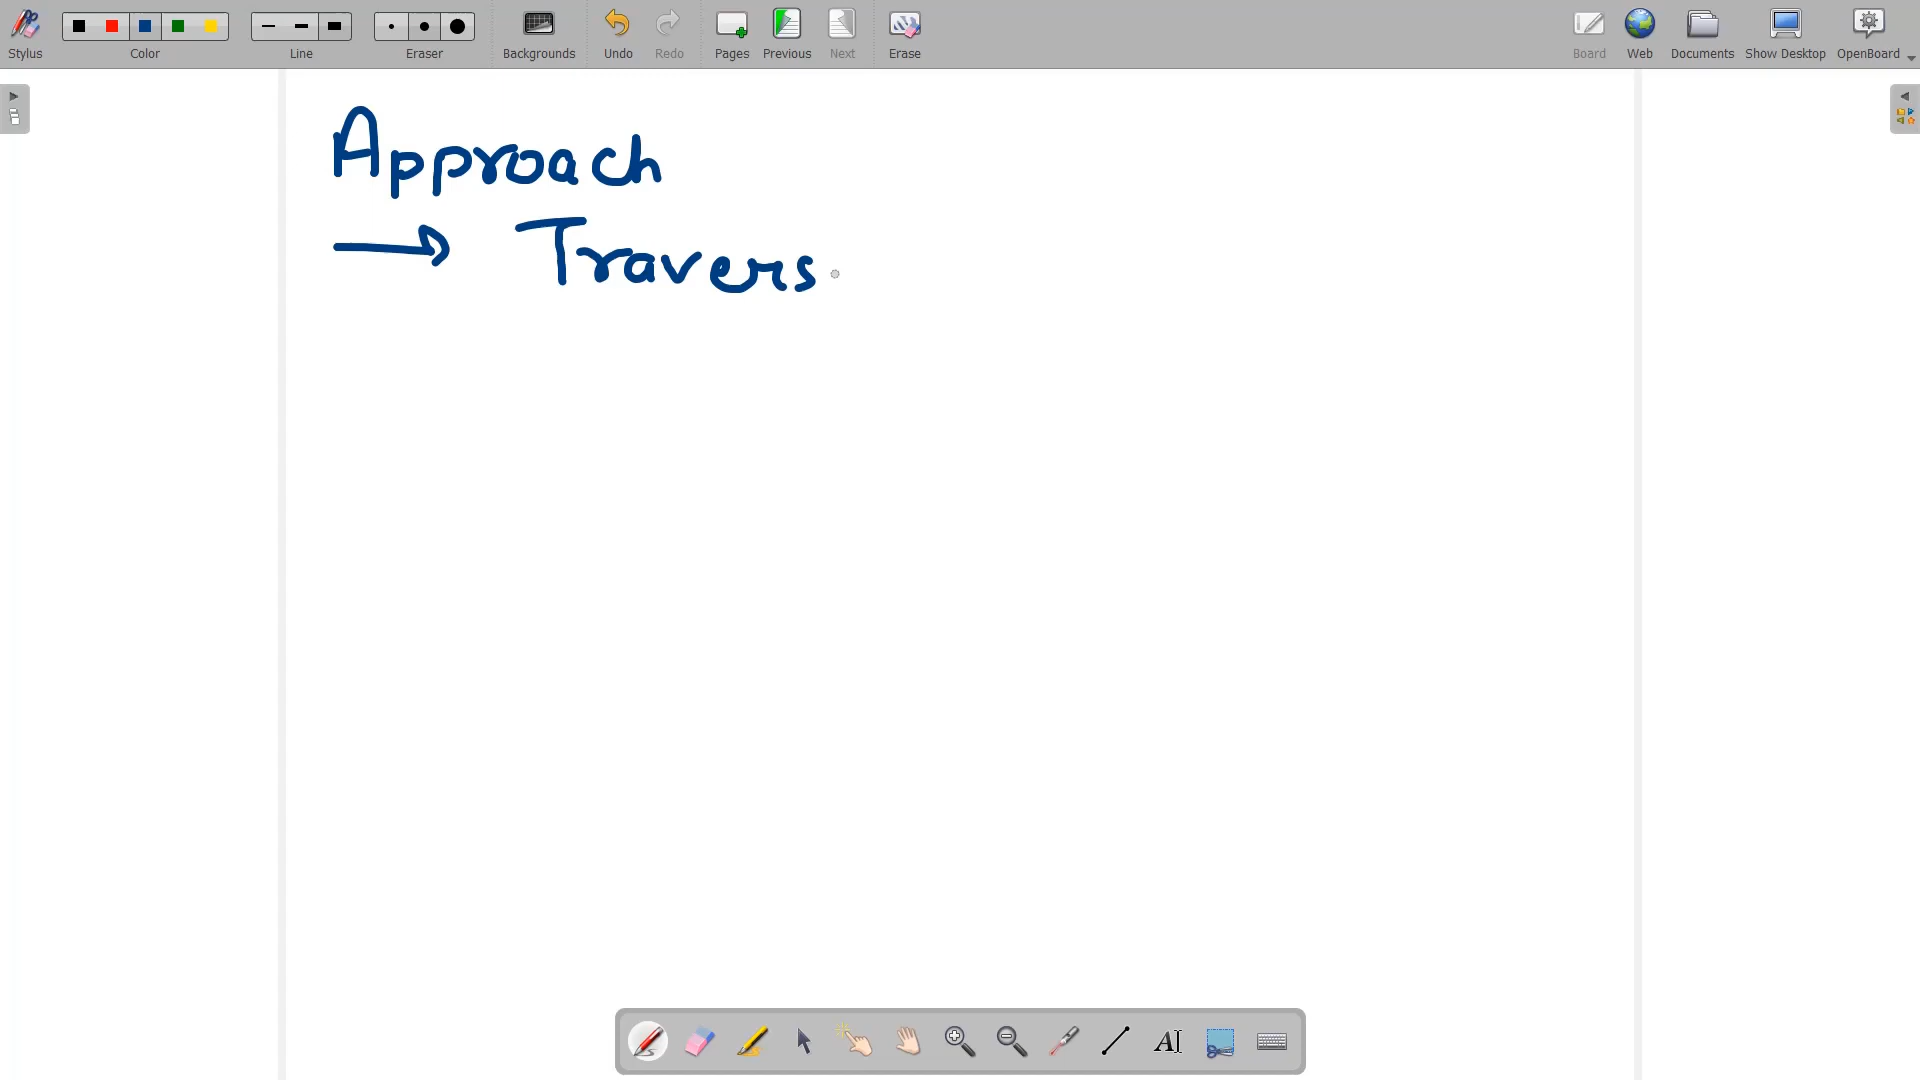 Stylus Color Line Eraser Backgrounds Undo Redo Pages Previous Next Erase Board Web Documents Show Desktop OpenBoard
Approach
→ Travers